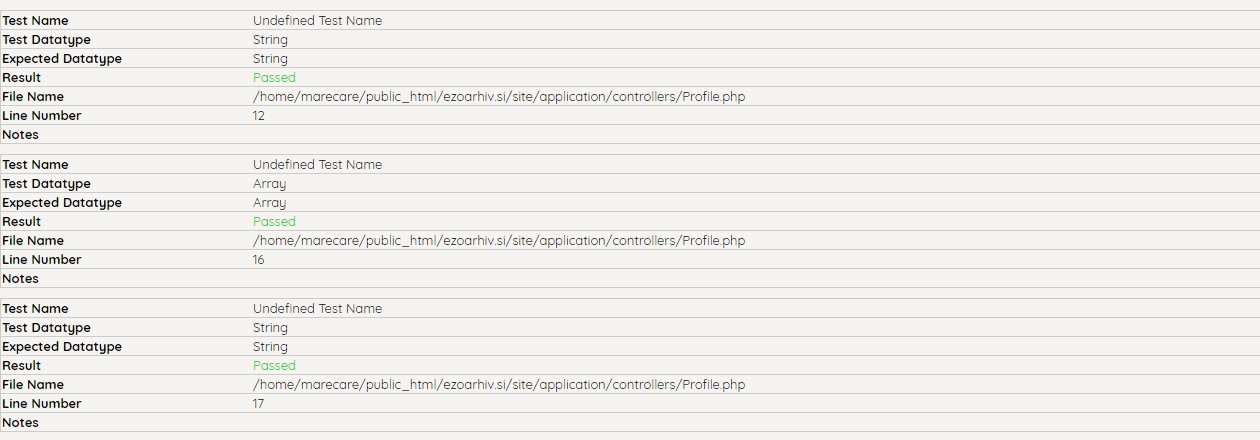 Test Name Undefined Test Name
Test Datatype String
Expected Datatype String
Result Passed
File Name /home/marecare/public_html/ezoarhiv.si/site/application/controllers/Profile.php
Line Number 12
Notes
Test Name Undefined Test Name
Test Datatype Array
Expected Datatype Array
Result Passed
File Name /home/marecare/public_html/ezoarhiv.si/site/application/controllers/Profile.php
Line Number 16
Notes
Test Name Undefined Test Name
Test Datatype String
Expected Datatype String
Result Passed
File Name /home/marecare/public_html/ezoarhiv.si/site/application/controllers/Profile.php
Line Number 17
Notes